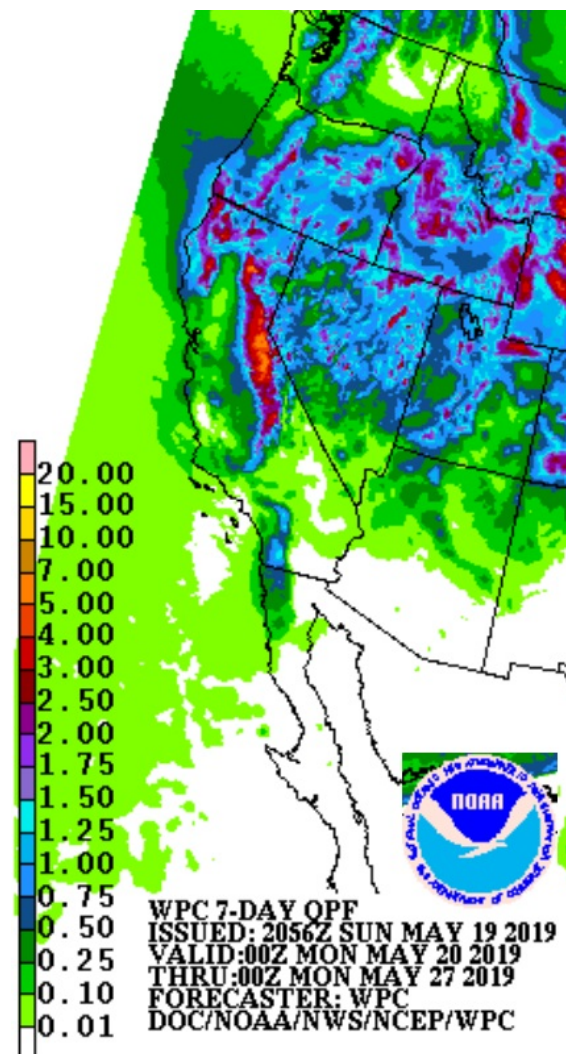 20.00
15.00
10.00
7.00
5.00
4.00
3.00
2.50
2.00
1.75
1.50
1.25
1.00
0.75
0.50
0.25
0.10
0.01
NOAA
WPC 7-DAY QPF
ISSUED: 2056Z SUN MAY 19 2019
VALID:00Z MON MAY 20 2019
THRU:00Z MON MAY 27 2019
FORECASTER: WPC
DOC/NOAA/NWS/NCEP/WPC